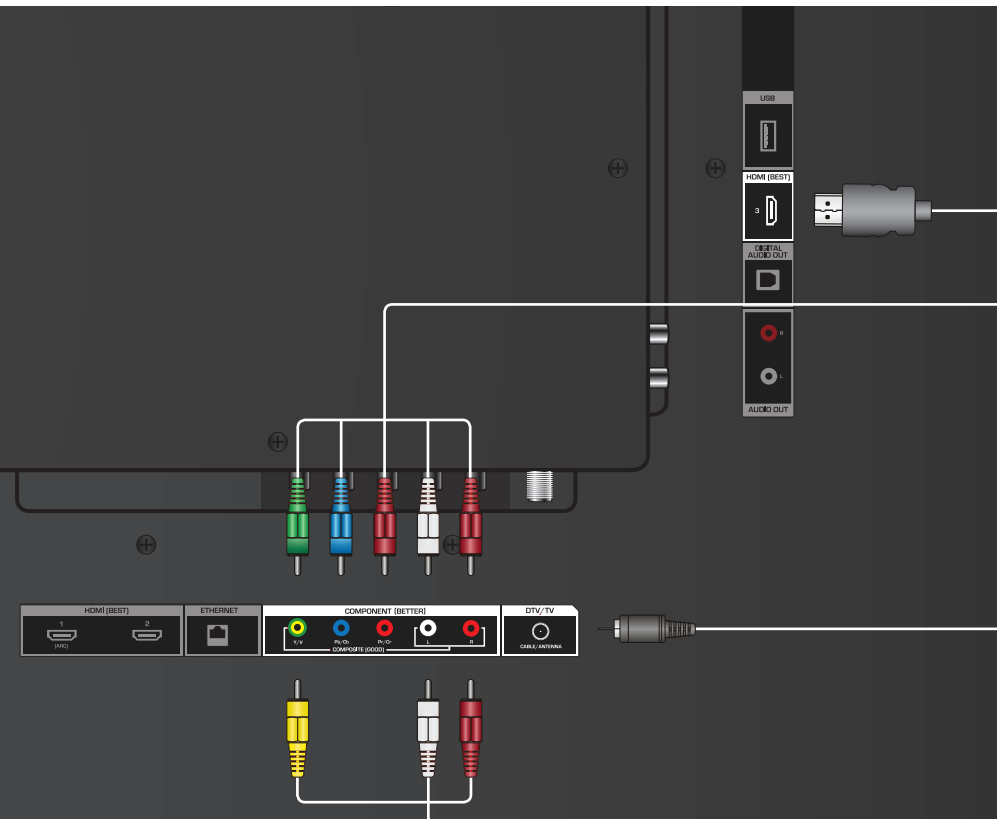 USB
HDMI (BEST)
3
DIGITAL
AUDIO OUT
R
L
AUDIO OUT
HDMI (BEST)
1
2
(ARC)
ETHERNET
COMPONENT (BETTER)
Y/V
Pb/Cb
Pr/Cr
L
R
COMPOSITE (GOOD)
DTV/TV
CABLE/ANTENNA